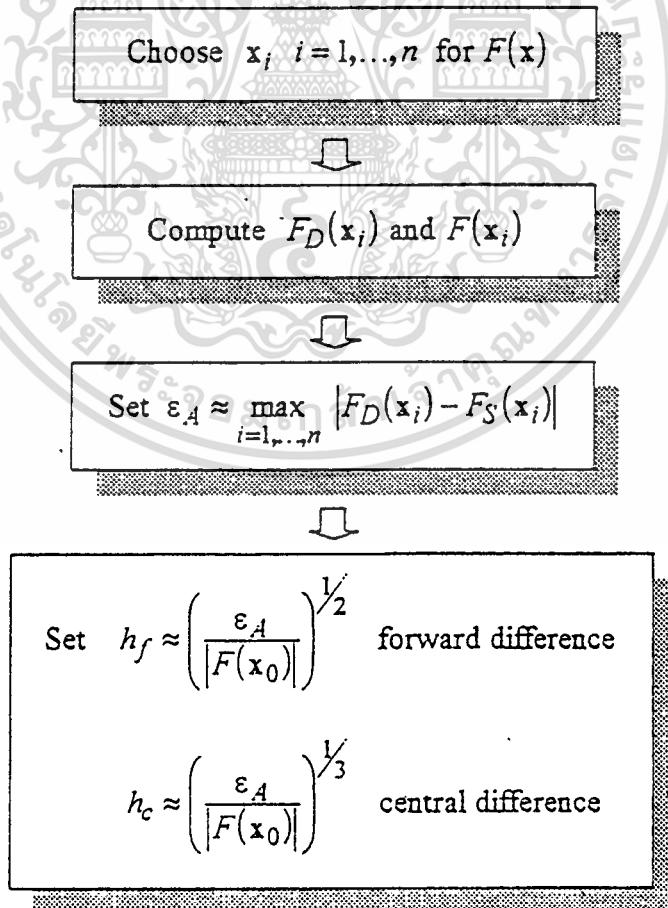 Choose x_i i = 1,...,n for F(x)
Compute F_D(x_i) and F(x_i)
Set ε_A ≈ max_{i=1,...,n} |F_D(x_i) − F_S(x_i)|
Set h_f ≈ (ε_A / |F(x_0)|)^{1/2} forward difference
h_c ≈ (ε_A / |F(x_0)|)^{1/3} central difference